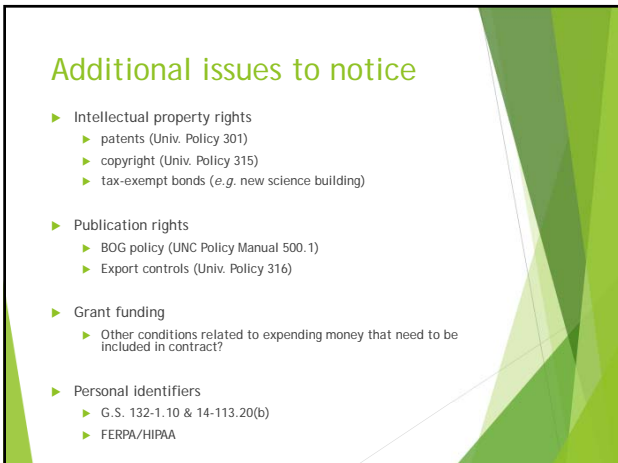 Additional issues to notice
Intellectual property rights
patents (Univ. Policy 301)
copyright (Univ. Policy 315)
tax-exempt bonds (e.g. new science building)
Publication rights
BOG policy (UNC Policy Manual 500.1)
Export controls (Univ. Policy 316)
Grant funding
Other conditions related to expending money that need to be
included in contract?
Personal identifiers
G.S. 132-1.10 & 14-113.20(b)
FERPA/HIPAA